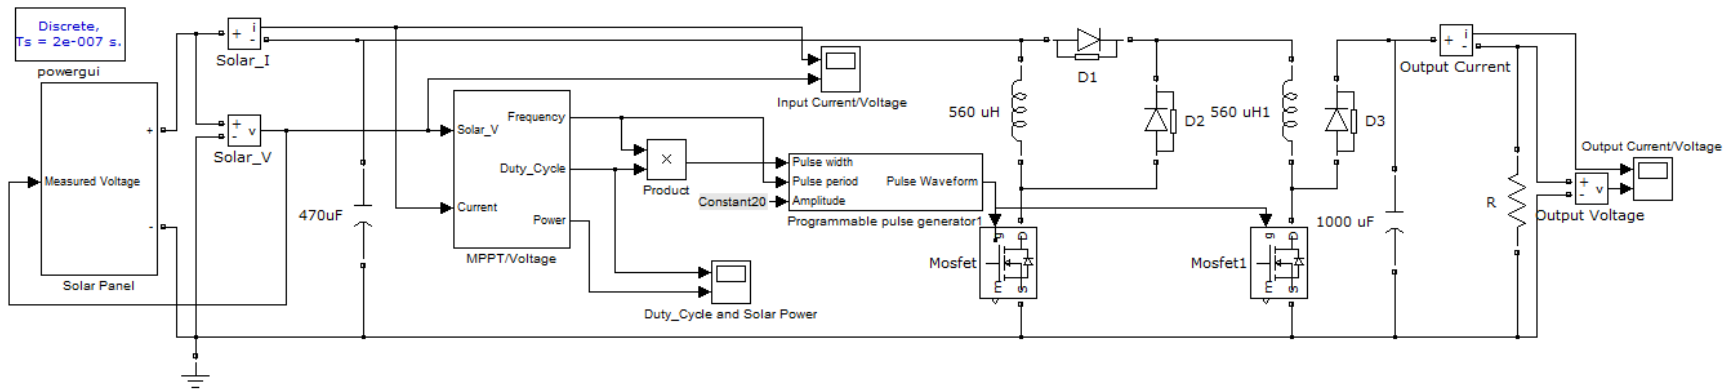 Discrete,
Ts = 2e-007 s.
powergui
+
-
Solar Panel
Measured Voltage
+
-
i
Solar_I
+
-
v
Solar_V
470uF
Solar_V
Current
Frequency
Duty_Cycle
Power
MPPT/Voltage
Input Current/Voltage
×
Product
Constant20
Pulse width
Pulse period
Amplitude
Pulse Waveform
Programmable pulse generator1
Duty_Cycle and Solar Power
560 uH
D1
D2
560 uH1
D3
g
D
m
S
Mosfet
g
D
m
S
Mosfet1
1000 uF
+
i
-
Output Current
R
+
-
v
Output Voltage
Output Current/Voltage